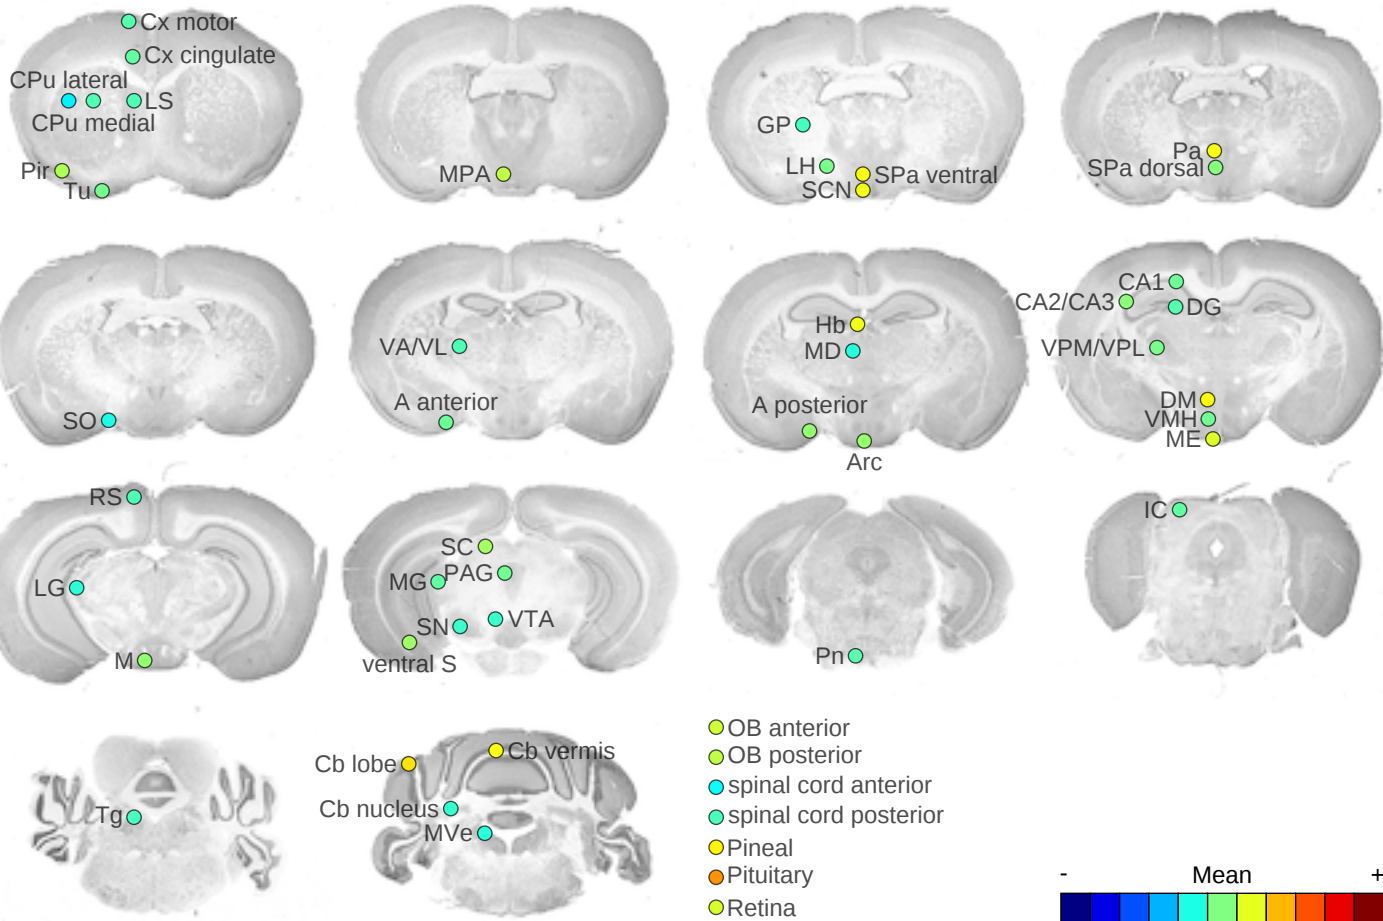 Cx motor
Cx cingulate
CPu lateral
LS
CPu medial
Pir
Tu
MPA
GP
LH
SPa ventral
SCN
Pa
SPa dorsal
SO
VA/VL
A anterior
Hb
MD
A posterior
Arc
CA1
CA2/CA3
DG
VPM/VPL
DM
VMH
ME
RS
LG
M
SC
PAG
MG
SN
VTA
ventral S
Pn
IC
Tg
Cb lobe
Cb vermis
Cb nucleus
MVe
OB anterior
OB posterior
spinal cord anterior
spinal cord posterior
Pineal
Pituitary
Retina
- Mean +